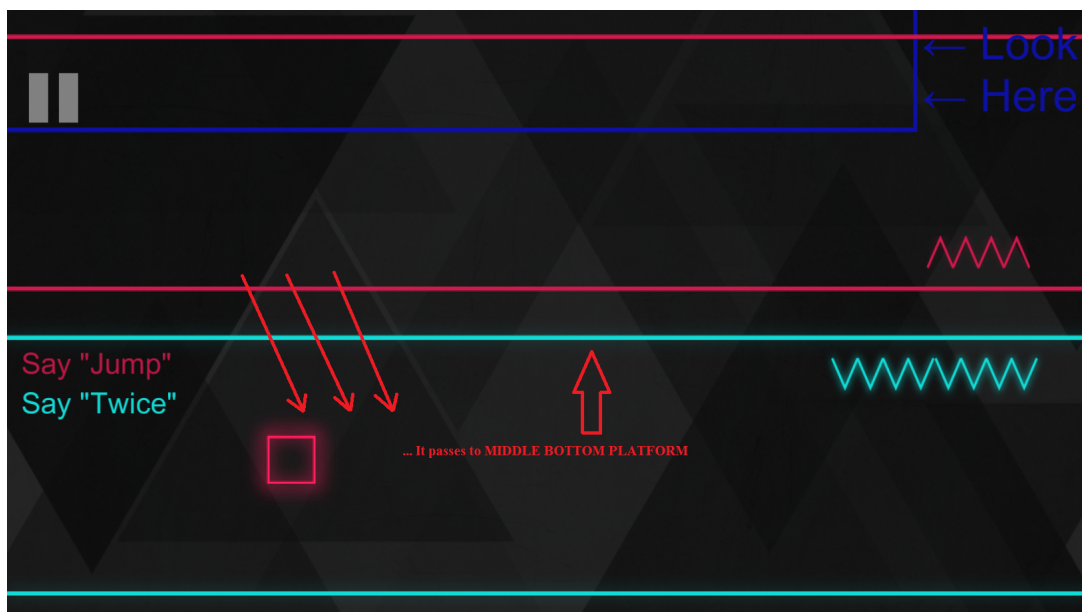 ← Look
← Here
Say "Jump"
Say "Twice"
... It passes to MIDDLE BOTTOM PLATFORM